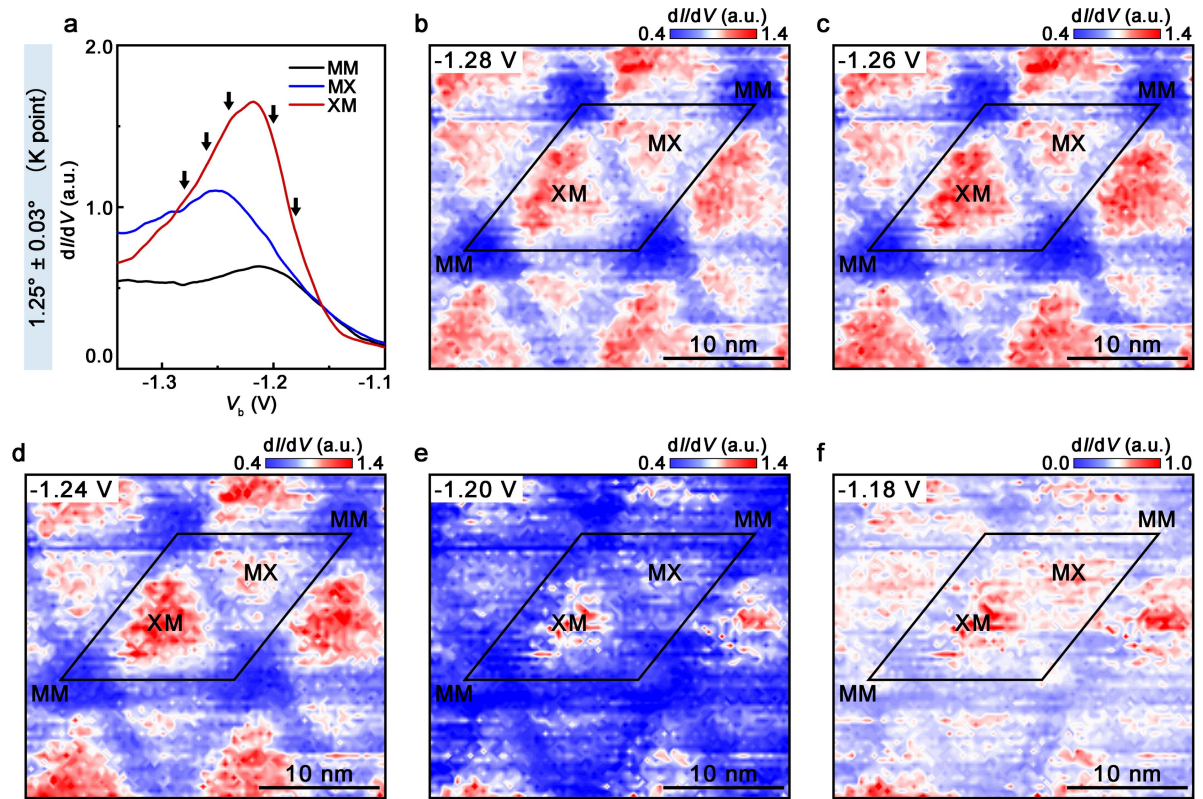 a
1.25° ± 0.03° (K point)
dI/dV (a.u.)
2.0
1.0
0.0
MM
MX
XM
-1.3
-1.2
-1.1
Vb (V)
b
dI/dV (a.u.)
0.4
1.4
-1.28 V
MM
MX
XM
MM
10 nm
c
dI/dV (a.u.)
0.4
1.4
-1.26 V
MM
MX
XM
MM
10 nm
d
dI/dV (a.u.)
0.4
1.4
-1.24 V
MM
MX
XM
MM
10 nm
e
dI/dV (a.u.)
0.4
1.4
-1.20 V
MM
MX
XM
MM
10 nm
f
dI/dV (a.u.)
0.0
1.0
-1.18 V
MM
MX
XM
MM
10 nm